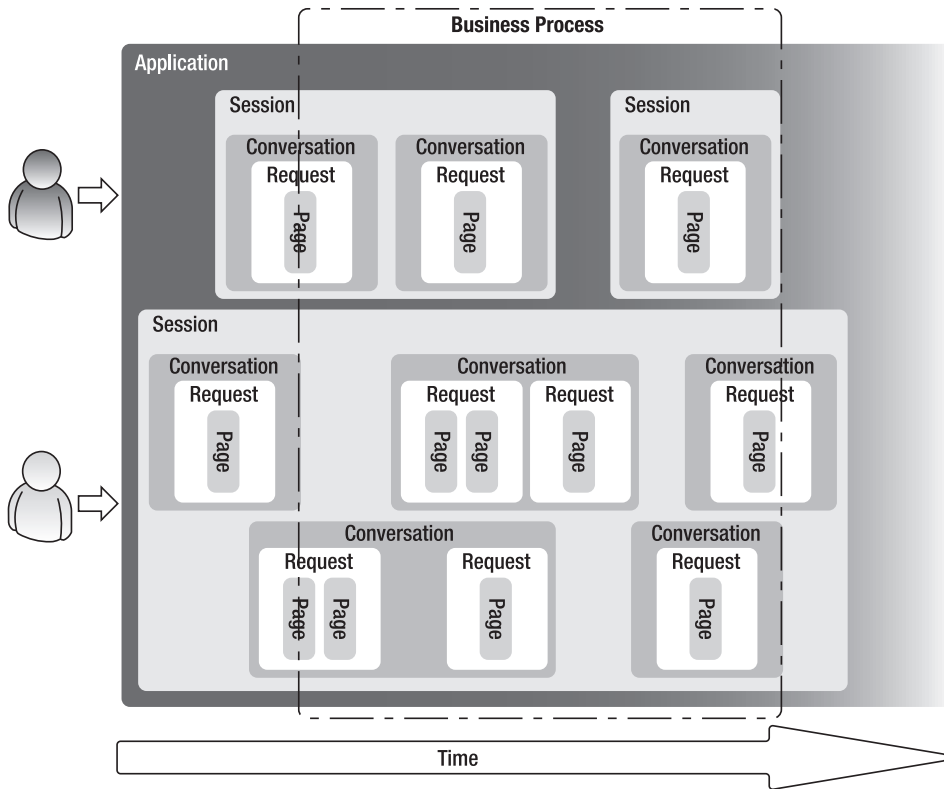 Business Process
Application
Session
Session
Conversation
Conversation
Conversation
Request
Request
Request
Page
Page
Page
Session
Conversation
Conversation
Conversation
Request
Request
Request
Request
Page
Page
Page
Page
Page
Conversation
Conversation
Request
Request
Request
Page
Page
Page
Page
Time